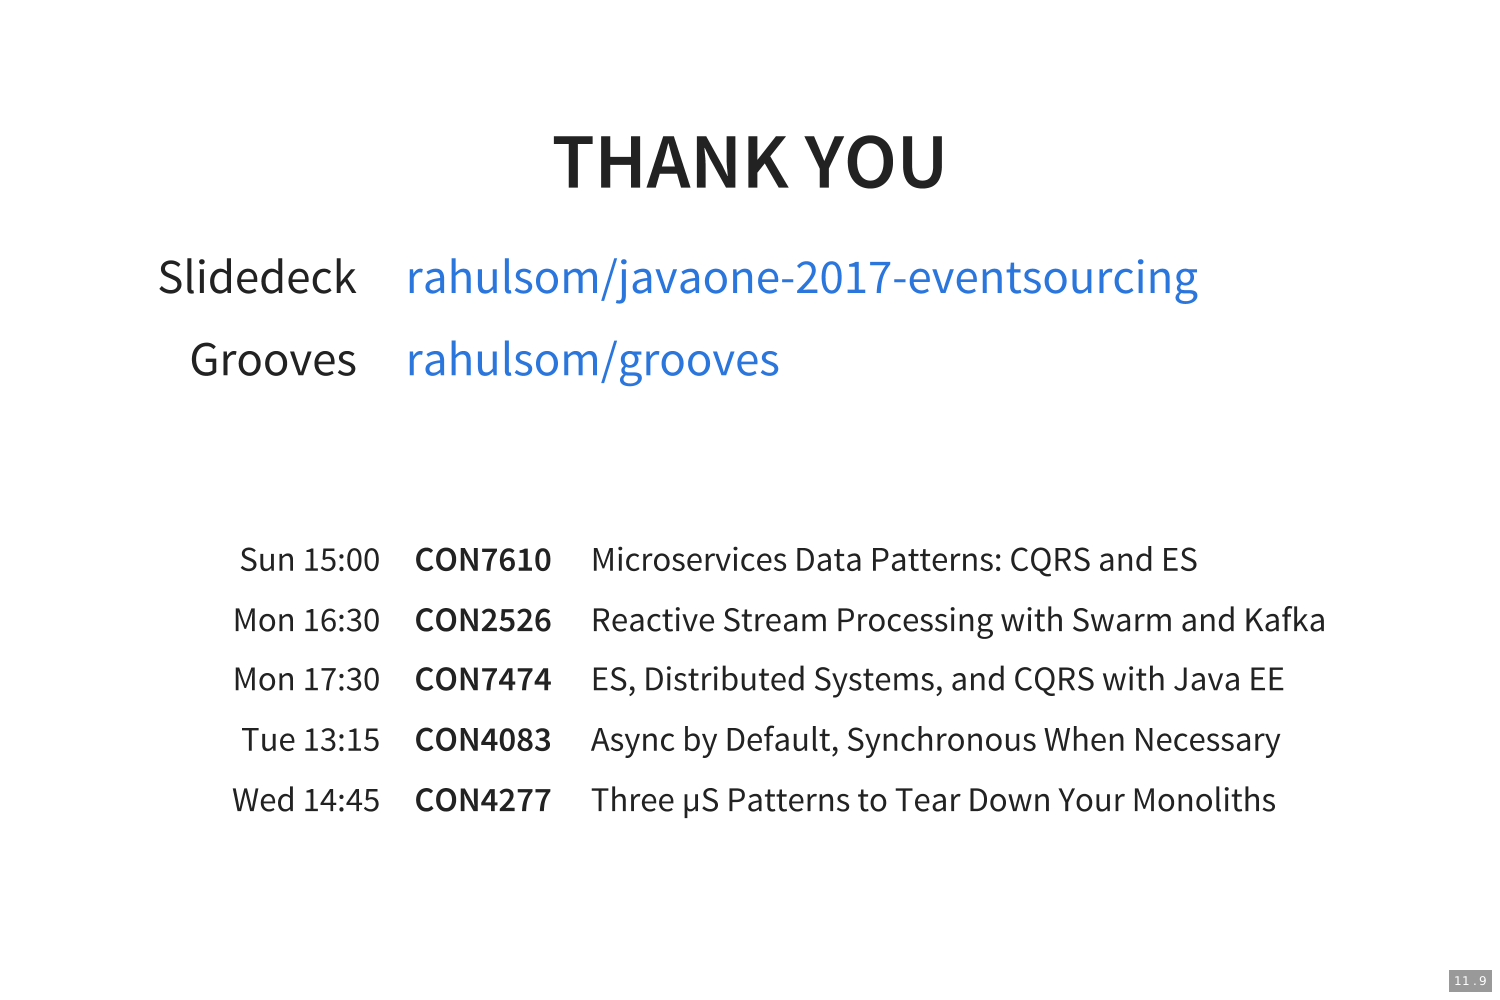 THANK YOU
Slidedeck rahulsom/javaone-2017-eventsourcing
Grooves rahulsom/grooves
Sun 15:00 CON7610 Microservices Data Patterns: CQRS and ES
Mon 16:30 CON2526 Reactive Stream Processing with Swarm and Kafka
Mon 17:30 CON7474 ES, Distributed Systems, and CQRS with Java EE
Tue 13:15 CON4083 Async by Default, Synchronous When Necessary
Wed 14:45 CON4277 Three µS Patterns to Tear Down Your Monoliths
11.9